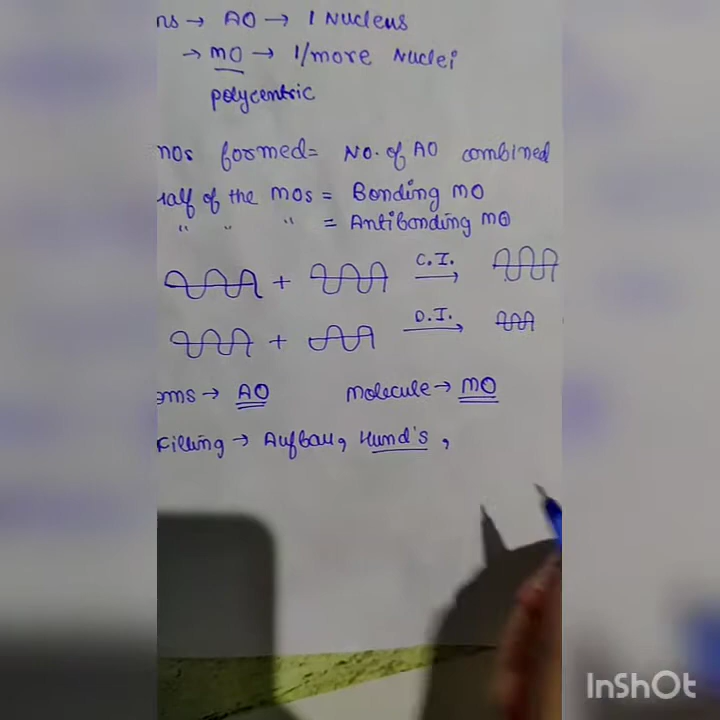 ns → AO → 1 Nucleus
→ MO → 1/more Nuclei
polycentric
mos formed = No. of AO combined
half of the mos = Bonding MO
" " " = Antibonding MO
+ C.I. →
+ D.I. →
oms → AO molecule → MO
Filling → Aufbau, Hund's,
InShOt